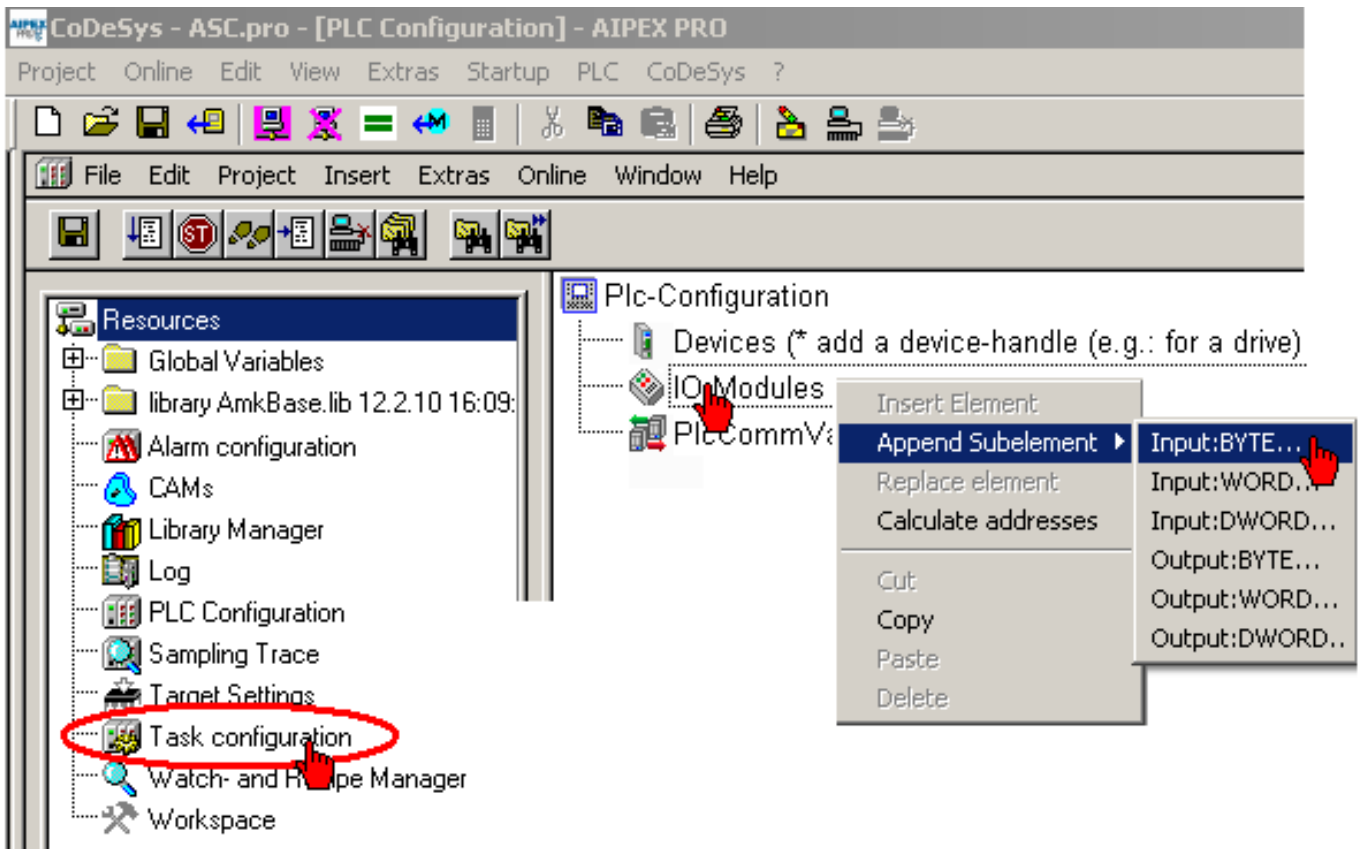 CoDeSys - ASC.pro - [PLC Configuration] - AIPEX PRO
Project Online Edit View Extras Startup PLC CoDeSys ?
File Edit Project Insert Extras Online Window Help
Resources
Global Variables
library AmkBase.lib 12.2.10 16:09:
Alarm configuration
CAMs
Library Manager
Log
PLC Configuration
Sampling Trace
Target Settings
Task configuration
Watch- and Recipe Manager
Workspace
Plc-Configuration
Devices (* add a device-handle (e.g.: for a drive)
IO-Modules
PlcCommVa
Insert Element
Append Subelement
Replace element
Calculate addresses
Cut
Copy
Paste
Delete
Input:BYTE...
Input:WORD...
Input:DWORD...
Output:BYTE...
Output:WORD...
Output:DWORD..